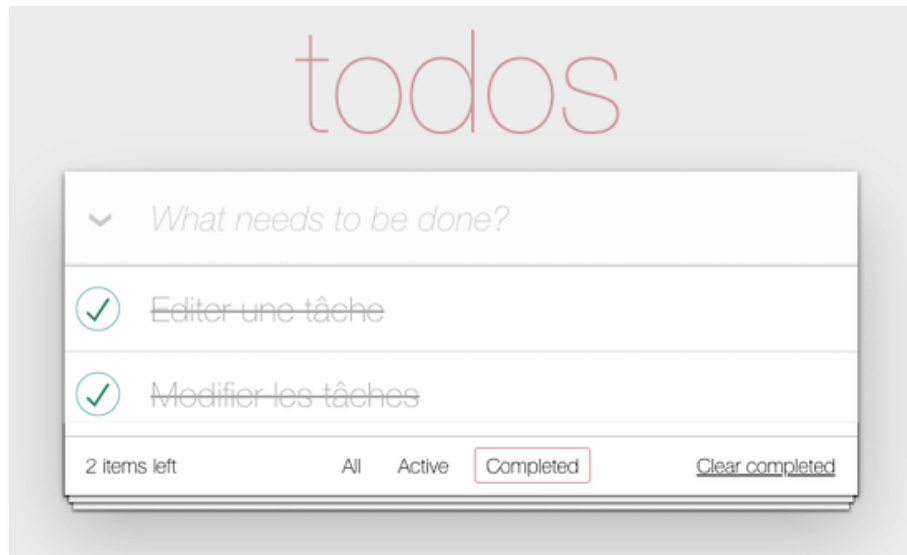 todos
What needs to be done?
Editer une tâche
Modifier les tâches
2 items left All Active Completed Clear completed